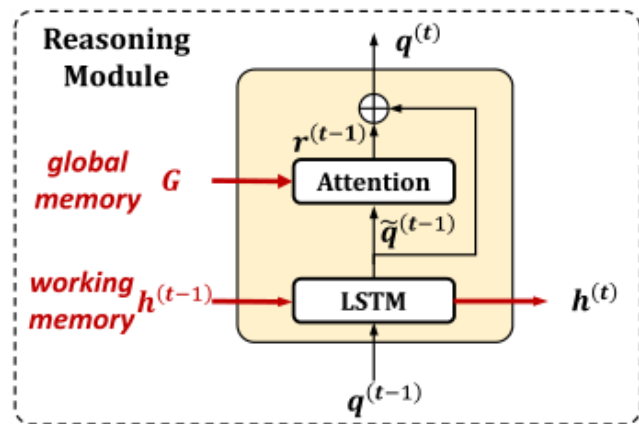 Reasoning
Module
q^(t)
r^(t-1)
global
memory
G
Attention
q̃^(t-1)
working
memory
h^(t-1)
LSTM
h^(t)
q^(t-1)